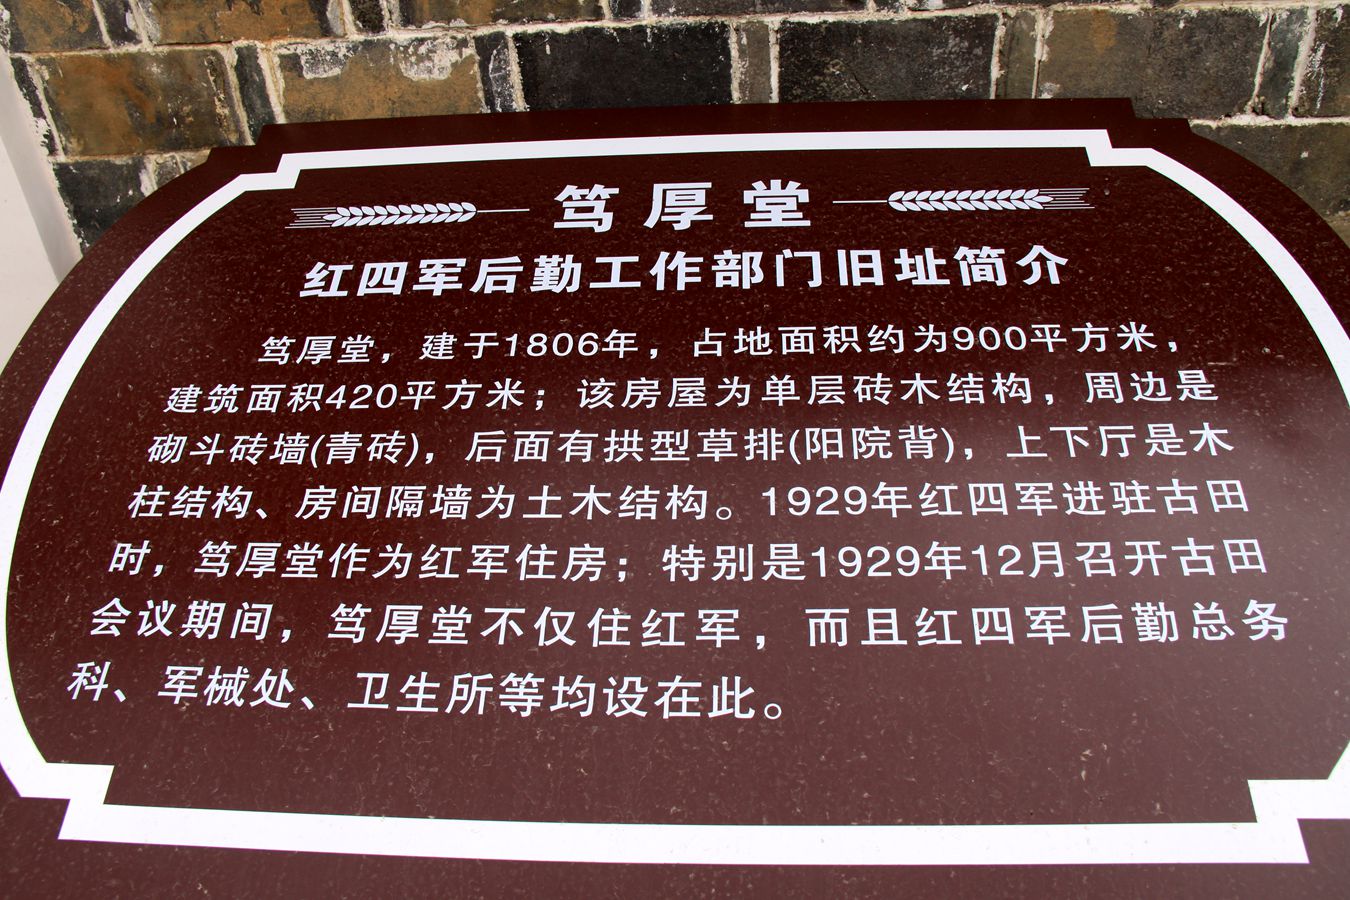 笃厚堂
红四军后勤工作部门旧址简介
笃厚堂，建于1806年，占地面积约为900平方米，
建筑面积420平方米；该房屋为单层砖木结构，周边是
砌斗砖墙(青砖)，后面有拱型草排(阳院背)，上下厅是木
柱结构、房间隔墙为土木结构。1929年红四军进驻古田
时，笃厚堂作为红军住房；特别是1929年12月召开古田
会议期间，笃厚堂不仅住红军，而且红四军后勤总务
科、军械处、卫生所等均设在此。